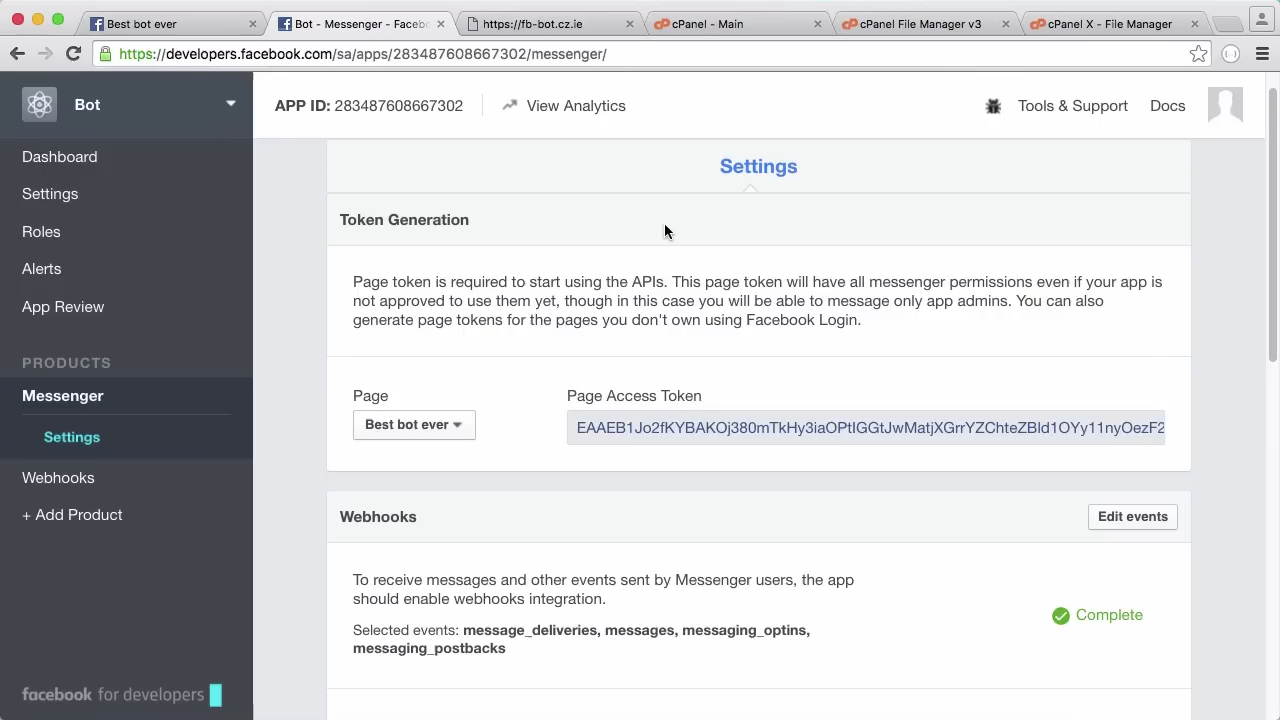 Best bot ever
Bot - Messenger - Faceboo
https://fb-bot.cz.ie
cPanel - Main
cPanel File Manager v3
cPanel X - File Manager
https://developers.facebook.com/sa/apps/283487608667302/messenger/
Bot
APP ID: 283487608667302
View Analytics
Tools & Support
Docs
Dashboard
Settings
Roles
Alerts
App Review
PRODUCTS
Messenger
Settings
Webhooks
+ Add Product
facebook for developers
Settings
Token Generation
Page token is required to start using the APIs. This page token will have all messenger permissions even if your app is
not approved to use them yet, though in this case you will be able to message only app admins. You can also
generate page tokens for the pages you don't own using Facebook Login.
Page
Page Access Token
Best bot ever
EAAEB1Jo2fKYBAKOj380mTkHy3iaOPtIGGtJwMatjXGrrYZChteZBld1OYy11nyOezF2
Webhooks
Edit events
To receive messages and other events sent by Messenger users, the app
should enable webhooks integration.
Complete
Selected events: message_deliveries, messages, messaging_optins,
messaging_postbacks